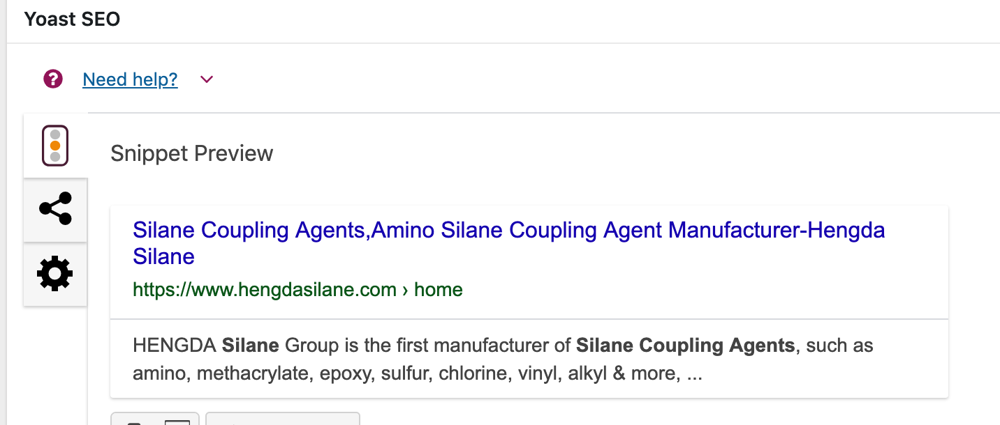 Yoast SEO
Need help?
Snippet Preview
Silane Coupling Agents,Amino Silane Coupling Agent Manufacturer-Hengda
Silane
https://www.hengdasilane.com › home
HENGDA Silane Group is the first manufacturer of Silane Coupling Agents, such as
amino, methacrylate, epoxy, sulfur, chlorine, vinyl, alkyl & more, ...